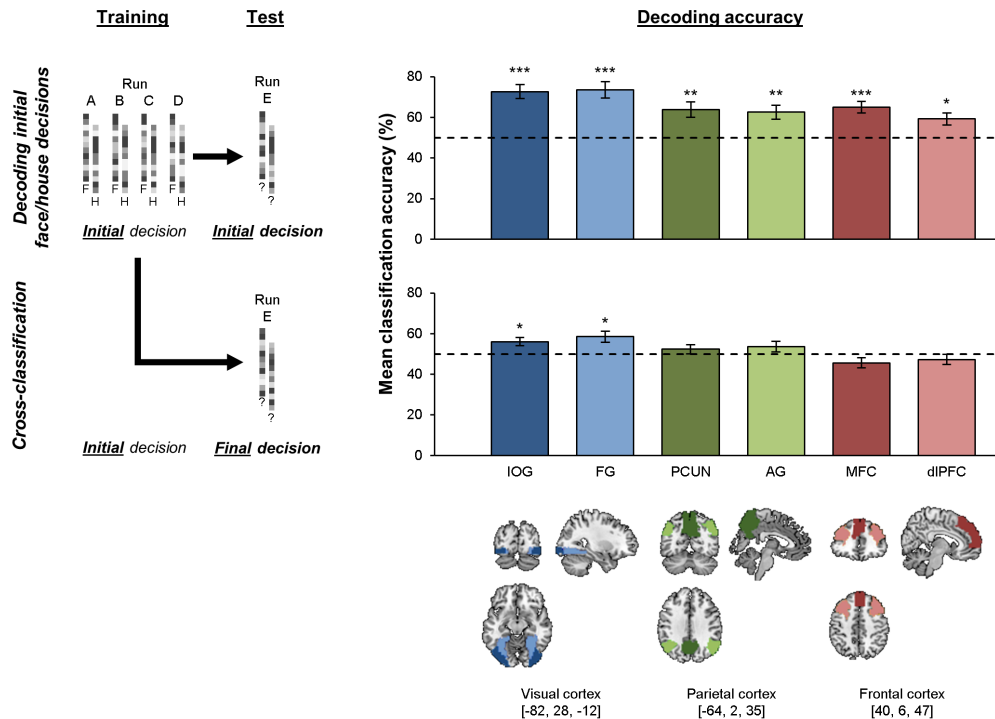 Training
Test
Decoding accuracy
Decoding initial
face/house decisions
Run
A B C D
F F F F
H H H H
Initial decision
Run
E
?
?
Initial decision
Cross-classification
Run
E
?
?
Initial decision
Final decision
Mean classification accuracy (%)
80
60
40
20
0
*** *** ** ** *** *
80
60
40
20
0
* *
IOG FG PCUN AG MFC dlPFC
Visual cortex
[-82, 28, -12]
Parietal cortex
[-64, 2, 35]
Frontal cortex
[40, 6, 47]